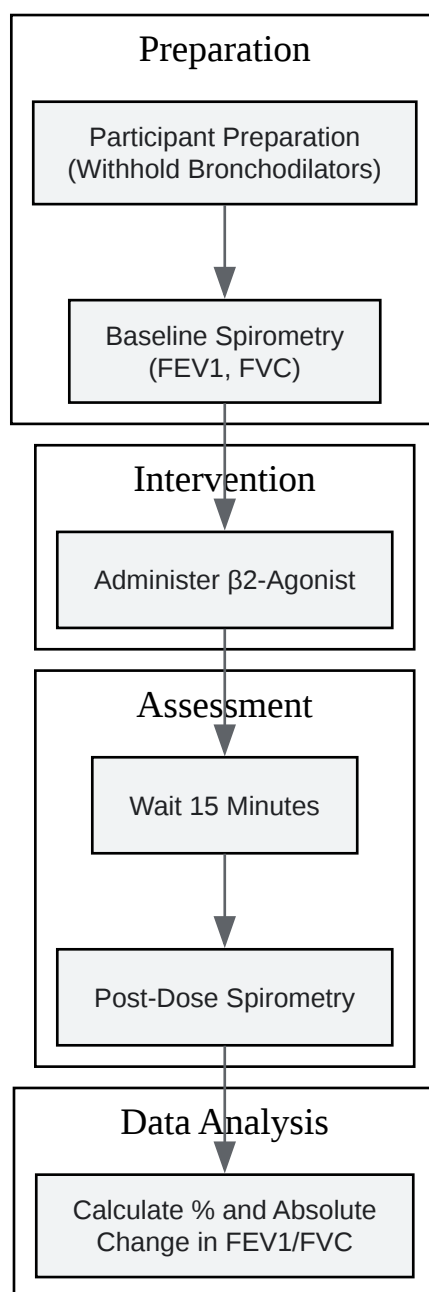 Preparation
Participant Preparation
(Withhold Bronchodilators)
Baseline Spirometry
(FEV1, FVC)
Intervention
Administer β2-Agonist
Assessment
Wait 15 Minutes
Post-Dose Spirometry
Data Analysis
Calculate % and Absolute
Change in FEV1/FVC